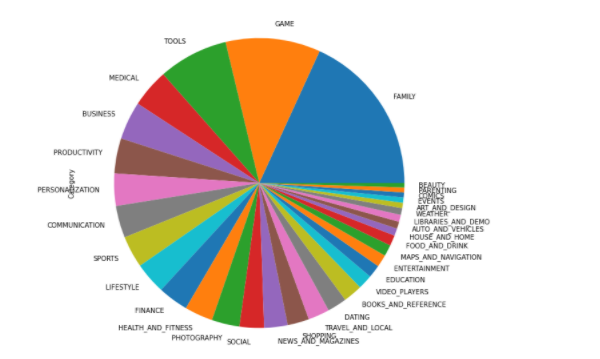 GAME
TOOLS
FAMILY
MEDICAL
BUSINESS
PRODUCTIVITY
PERSONALIZATION
Category
COMMUNICATION
SPORTS
LIFESTYLE
FINANCE
HEALTH_AND_FITNESS
PHOTOGRAPHY
SOCIAL
NEWS_AND_MAGAZINES
SHOPPING
TRAVEL_AND_LOCAL
DATING
BOOKS_AND_REFERENCE
VIDEO_PLAYERS
EDUCATION
ENTERTAINMENT
MAPS_AND_NAVIGATION
FOOD_AND_DRINK
HOUSE_AND_HOME
AUTO_AND_VEHICLES
LIBRARIES_AND_DEMO
WEATHER
ART_AND_DESIGN
EVENTS
COMICS
PARENTING
BEAUTY